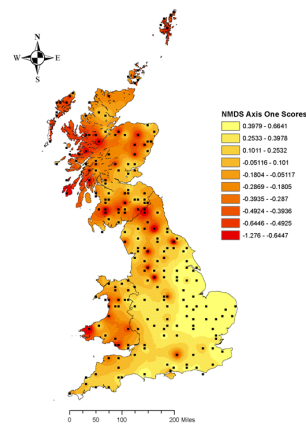 N
W E
S
NMDS Axis One Scores
0.3979 - 0.6641
0.2533 - 0.3978
0.1011 - 0.2532
-0.05116 - 0.101
-0.1804 - -0.05117
-0.2869 - -0.1805
-0.3935 - -0.287
-0.4924 - -0.3936
-0.6446 - -0.4925
-1.276 - -0.6447
0 50 100 200 Miles